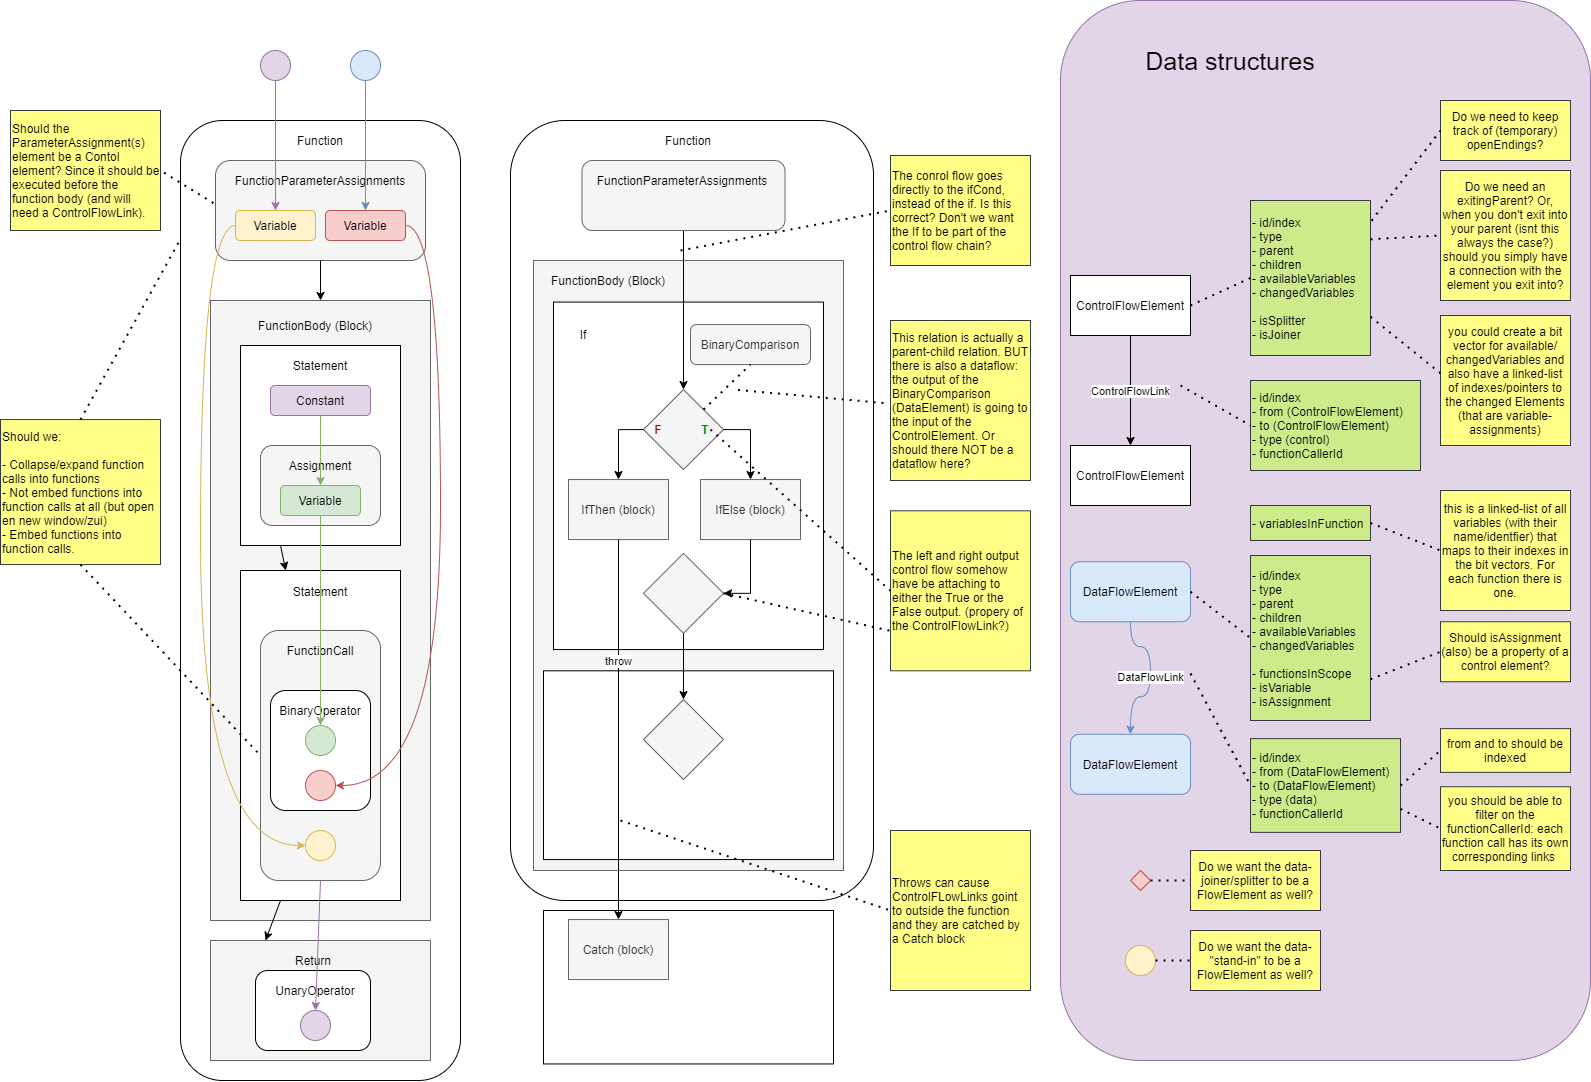 Should the
ParameterAssignment(s)
element be a Contol
element? Since it should be
executed before the
function body (and will
need a ControlFlowLink).
Should we:
- Collapse/expand function
calls into functions
- Not embed functions into
function calls at all (but open
en new window/zui)
- Embed functions into
function calls.
Function
FunctionParameterAssignments
Variable
Variable
FunctionBody (Block)
Statement
Constant
Assignment
Variable
Statement
FunctionCall
BinaryOperator
Return
UnaryOperator
Function
FunctionParameterAssignments
FunctionBody (Block)
If
BinaryComparison
F
T
IfThen (block)
IfElse (block)
throw
Catch (block)
The conrol flow goes
directly to the ifCond,
instead of the if. Is this
correct? Don't we want
the If to be part of the
control flow chain?
This relation is actually a
parent-child relation. BUT
there is also a dataflow:
the output of the
BinaryComparison
(DataElement) is going to
the input of the
ControlElement. Or
should there NOT be a
dataflow here?
The left and right output
control flow somehow
have be attaching to
either the True or the
False output. (propery of
the ControlFlowLink?)
Throws can cause
ControlFLowLinks goint
to outside the function
and they are catched by
a Catch block
Data structures
ControlFlowElement
ControlFlowLink
ControlFlowElement
- id/index
- type
- parent
- children
- availableVariables
- changedVariables
- isSplitter
- isJoiner
- id/index
- from (ControlFlowElement)
- to (ControlFlowElement)
- type (control)
- functionCallerId
- variablesInFunction
DataFlowElement
DataFlowLink
DataFlowElement
- id/index
- type
- parent
- children
- availableVariables
- changedVariables
- functionsInScope
- isVariable
- isAssignment
- id/index
- from (DataFlowElement)
- to (DataFlowElement)
- type (data)
- functionCallerId
Do we need to keep
track of (temporary)
openEndings?
Do we need an
exitingParent? Or,
when you don't exit into
your parent (isnt this
always the case?)
should you simply have
a connection with the
element you exit into?
you could create a bit
vector for available/
changedVariables and
also have a linked-list
of indexes/pointers to
the changed Elements
(that are variable-
assignments)
this is a linked-list of all
variables (with their
name/identfier) that
maps to their indexes in
the bit vectors. For
each function there is
one.
Should isAssignment
(also) be a property of a
control element?
from and to should be
indexed
you should be able to
filter on the
functionCallerId: each
function call has its own
corresponding links
Do we want the data-
joiner/splitter to be a
FlowElement as well?
Do we want the data-
"stand-in" to be a
FlowElement as well?